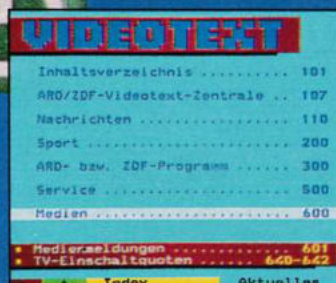 VIDEOTEXT
Inhaltsverzeichnis .......... 101
ARD/ZDF-Videotext-Zentrale .. 107
Nachrichten ................. 110
Sport ....................... 200
ARD- bzw. ZDF-Programm ...... 300
Service ..................... 500
Medien ...................... 600
Medienmeldungen ............. 601
TV-Einschaltquoten ...... 640-642
Index Aktuelles